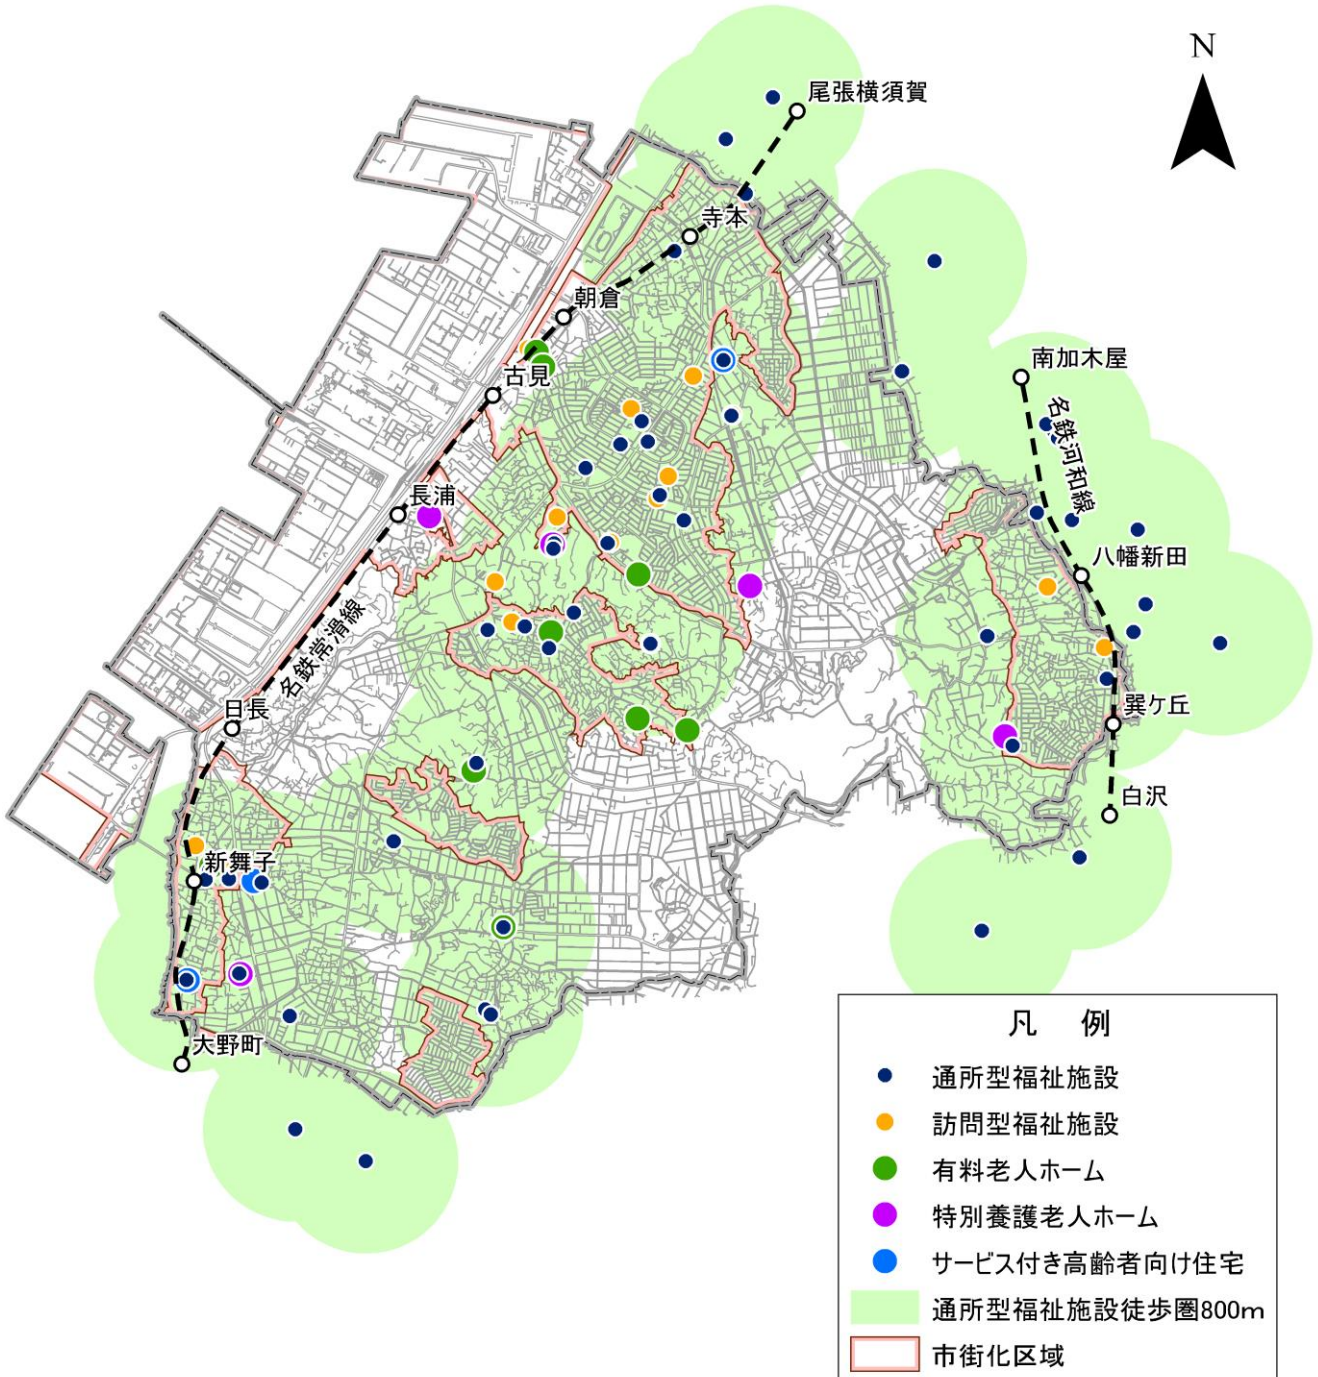 N
尾張横須賀
寺本
朝倉
南加木屋
古見
名鉄河和線
長浦
八幡新田
名鉄常滑線
日長
巽ケ丘
白沢
新舞子
大野町
凡 例
通所型福祉施設
訪問型福祉施設
有料老人ホーム
特別養護老人ホーム
サービス付き高齢者向け住宅
通所型福祉施設徒歩圏800m
市街化区域